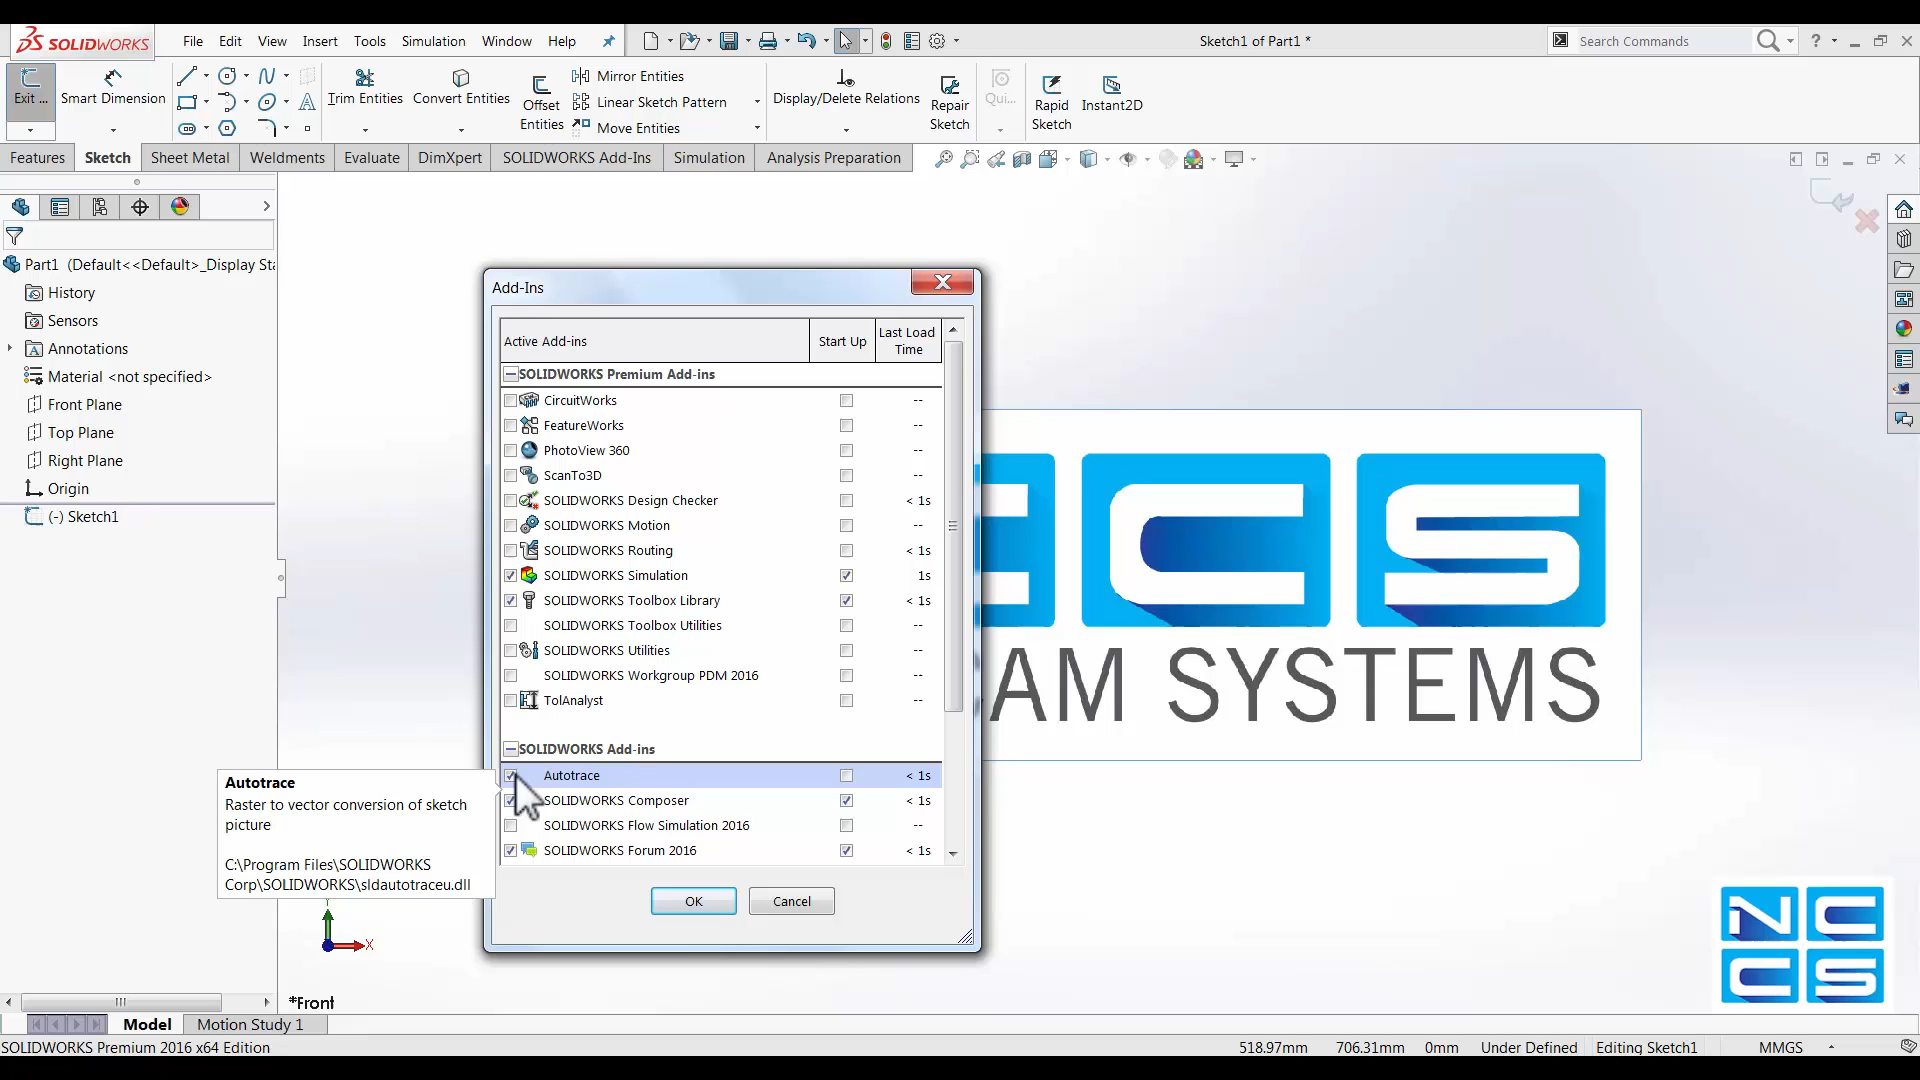 SOLIDWORKS
File Edit View Insert Tools Simulation Window Help
Sketch1 of Part1 *
Search Commands
Exit ...
Smart Dimension
Trim Entities
Convert Entities
Offset Entities
Mirror Entities
Linear Sketch Pattern
Move Entities
Display/Delete Relations
Repair Sketch
Qui...
Rapid Sketch
Instant2D
Features Sketch Sheet Metal Weldments Evaluate DimXpert SOLIDWORKS Add-Ins Simulation Analysis Preparation
Part1 (Default<<Default>_Display Sta
History
Sensors
Annotations
Material <not specified>
Front Plane
Top Plane
Right Plane
Origin
(-) Sketch1
Add-Ins
Active Add-ins Start Up Last Load Time
SOLIDWORKS Premium Add-ins
CircuitWorks --
FeatureWorks --
PhotoView 360 --
ScanTo3D --
SOLIDWORKS Design Checker < 1s
SOLIDWORKS Motion --
SOLIDWORKS Routing < 1s
SOLIDWORKS Simulation 1s
SOLIDWORKS Toolbox Library < 1s
SOLIDWORKS Toolbox Utilities --
SOLIDWORKS Utilities --
SOLIDWORKS Workgroup PDM 2016 --
TolAnalyst --
SOLIDWORKS Add-ins
Autotrace < 1s
SOLIDWORKS Composer < 1s
SOLIDWORKS Flow Simulation 2016 --
SOLIDWORKS Forum 2016 < 1s
OK Cancel
Autotrace
Raster to vector conversion of sketch
picture
C:\Program Files\SOLIDWORKS
Corp\SOLIDWORKS\sldautotraceu.dll
CS
AM SYSTEMS
X
*Front
NC
CS
Model Motion Study 1
SOLIDWORKS Premium 2016 x64 Edition
518.97mm 706.31mm 0mm Under Defined Editing Sketch1 MMGS